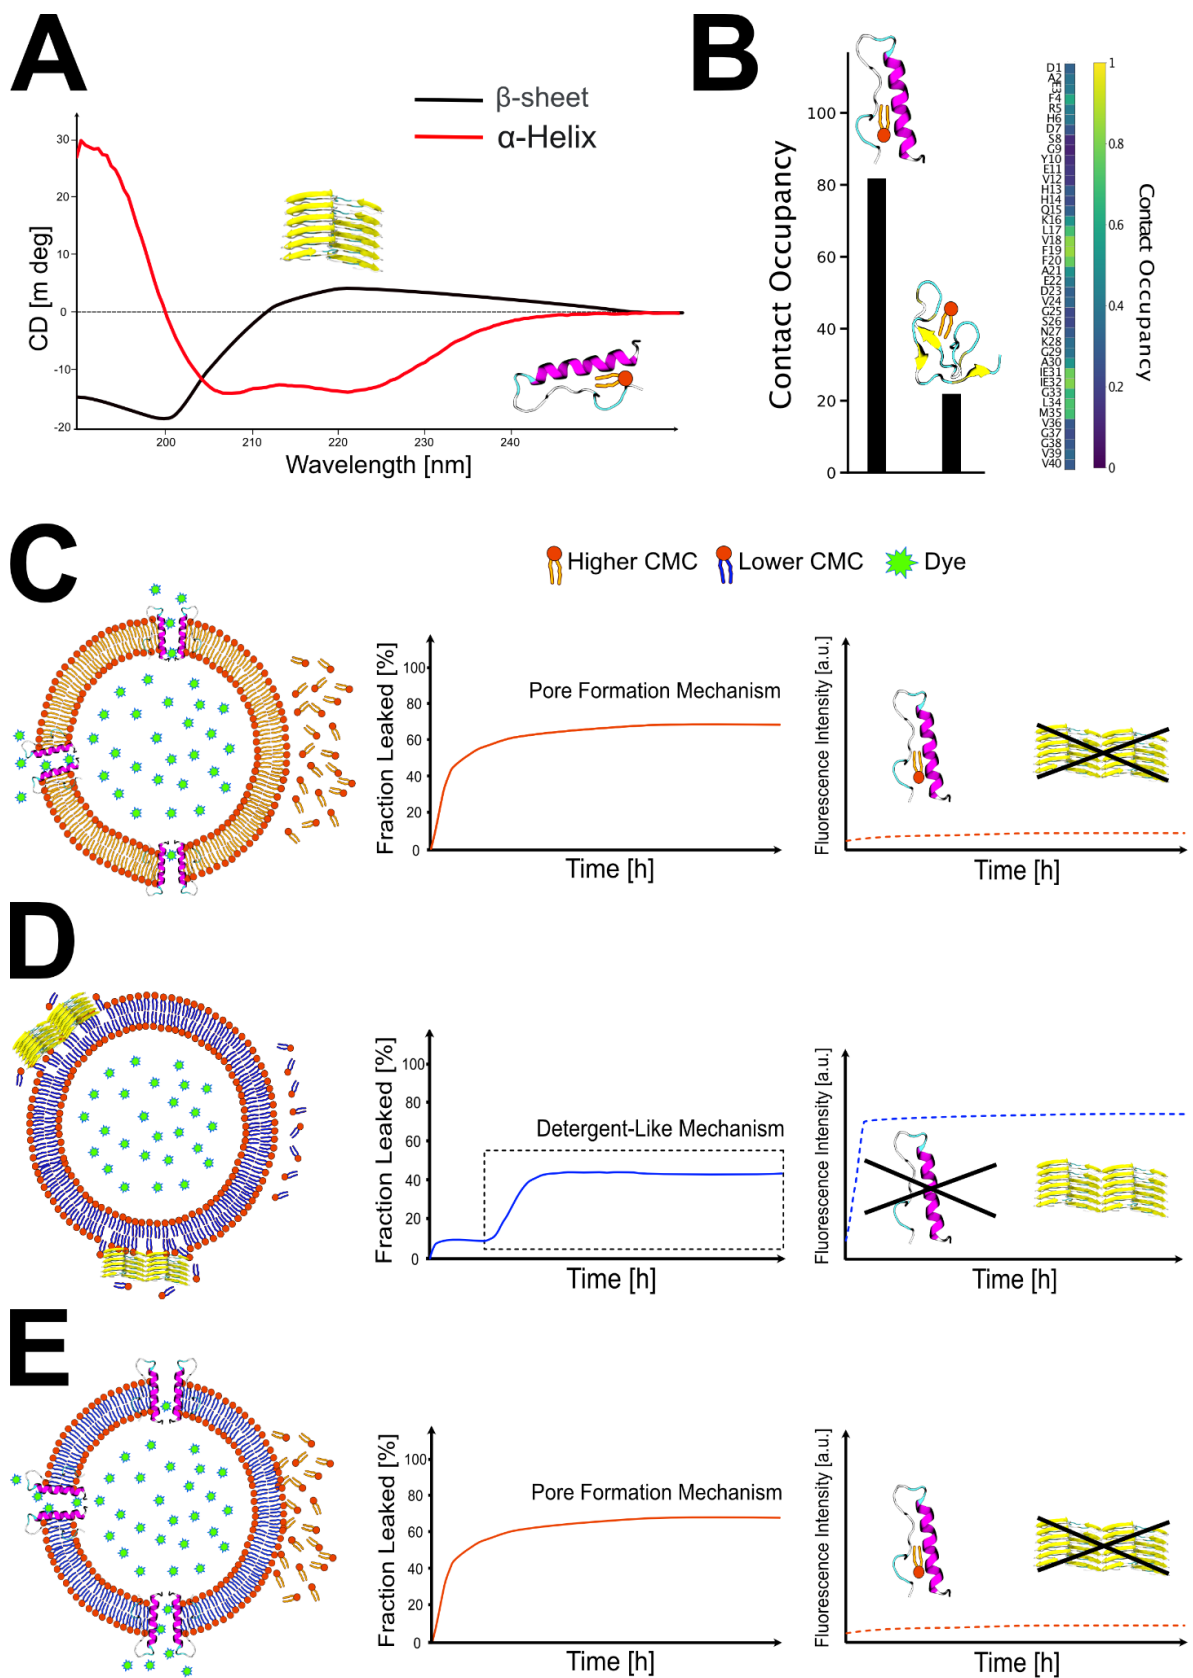 A
β-sheet
α-Helix
30
20
10
0
-10
-20
200
210
220
230
240
CD [m deg]
Wavelength [nm]
B
100
80
60
40
20
0
Contact Occupancy
D1
A2
E3
F4
R5
H6
D7
S8
G9
Y10
E11
V12
H13
H14
Q15
K16
L17
V18
F19
F20
A21
E22
D23
V24
G25
S26
N27
K28
G29
A30
IE31
IE32
G33
L34
M35
V36
G37
G38
V39
V40
1
0.8
0.6
0.4
0.2
0
Contact Occupancy
C
Higher CMC
Lower CMC
Dye
Fraction Leaked [%]
100
80
60
40
20
0
Pore Formation Mechanism
Time [h]
Fluorescence Intensity [a.u.]
Time [h]
D
Fraction Leaked [%]
100
80
60
40
20
0
Detergent-Like Mechanism
Time [h]
Fluorescence Intensity [a.u.]
Time [h]
E
Fraction Leaked [%]
100
80
60
40
20
0
Pore Formation Mechanism
Time [h]
Fluorescence Intensity [a.u.]
Time [h]